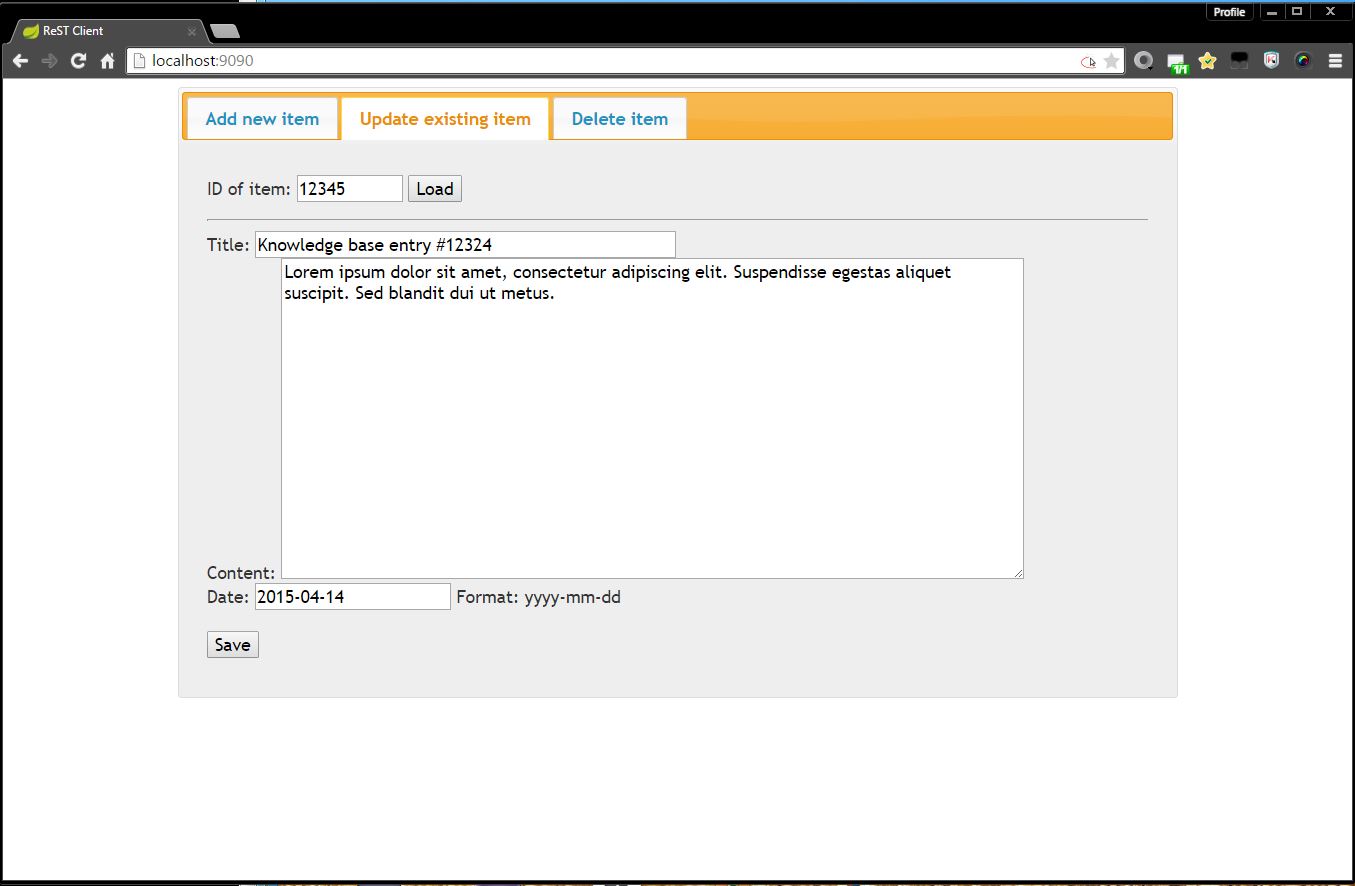 Profile
ReST Client
localhost:9090
Add new item
Update existing item
Delete item
ID of item: 12345 Load
Title: Knowledge base entry #12324
Lorem ipsum dolor sit amet, consectetur adipiscing elit. Suspendisse egestas aliquet
suscipit. Sed blandit dui ut metus.
Content:
Date: 2015-04-14 Format: yyyy-mm-dd
Save